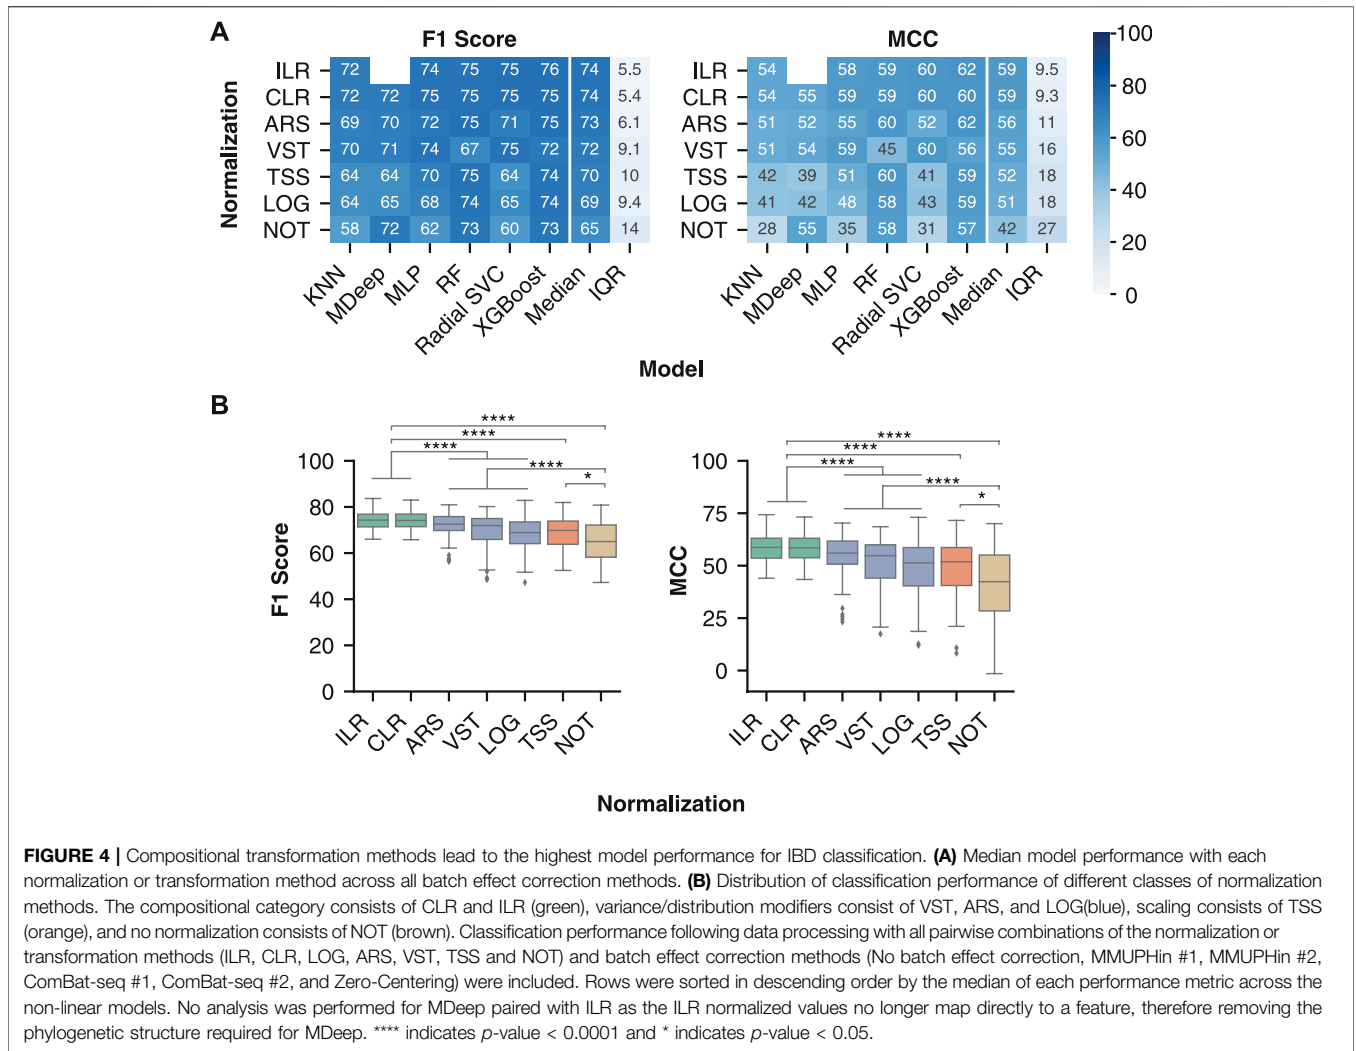 A
F1 Score
MCC
ILR 72 74 75 75 76 74 5.5
CLR 72 72 75 75 75 75 74 5.4
ARS 69 70 72 75 71 75 73 6.1
VST 70 71 74 67 75 72 72 9.1
TSS 64 64 70 75 64 74 70 10
LOG 64 65 68 74 65 74 69 9.4
NOT 58 72 62 73 60 73 65 14
Normalization
KNN MDeep MLP RF Radial SVC XGBoost Median IQR
ILR 54 58 59 60 62 59 9.5
CLR 54 55 59 59 60 60 59 9.3
ARS 51 52 55 60 52 62 56 11
VST 51 54 59 45 60 56 55 16
TSS 42 39 51 60 41 59 52 18
LOG 41 42 48 58 43 59 51 18
NOT 28 55 35 58 31 57 42 27
KNN MDeep MLP RF Radial SVC XGBoost Median IQR
100
80
60
40
20
0
Model
B
****
****
****
****
*
100
80
60
40
20
0
F1 Score
ILR CLR ARS VST LOG TSS NOT
****
****
****
****
*
100
75
50
25
0
MCC
ILR CLR ARS VST LOG TSS NOT
Normalization
FIGURE 4 | Compositional transformation methods lead to the highest model performance for IBD classification. (A) Median model performance with each
normalization or transformation method across all batch effect correction methods. (B) Distribution of classification performance of different classes of normalization
methods. The compositional category consists of CLR and ILR (green), variance/distribution modifiers consist of VST, ARS, and LOG(blue), scaling consists of TSS
(orange), and no normalization consists of NOT (brown). Classification performance following data processing with all pairwise combinations of the normalization or
transformation methods (ILR, CLR, LOG, ARS, VST, TSS and NOT) and batch effect correction methods (No batch effect correction, MMUPHin #1, MMUPHin #2,
ComBat-seq #1, ComBat-seq #2, and Zero-Centering) were included. Rows were sorted in descending order by the median of each performance metric across the
non-linear models. No analysis was performed for MDeep paired with ILR as the ILR normalized values no longer map directly to a feature, therefore removing the
phylogenetic structure required for MDeep. **** indicates p-value < 0.0001 and * indicates p-value < 0.05.